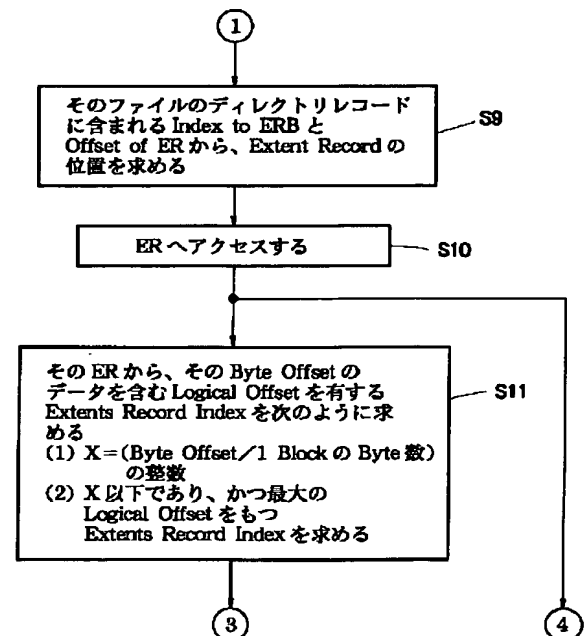 1
そのファイルのディレクトリレコード
に含まれる Index to ERB と
Offset of ER から、Extent Record の
位置を求める
S9
ER へアクセスする
S10
その ER から、その Byte Offset の
データを含む Logical Offset を有する
Extents Record Index を次のように求
める
(1) X=(Byte Offset/1 Block の Byte 数)
の整数
(2) X 以下であり、かつ最大の
Logical Offset をもつ
Extents Record Index を求める
S11
3
4